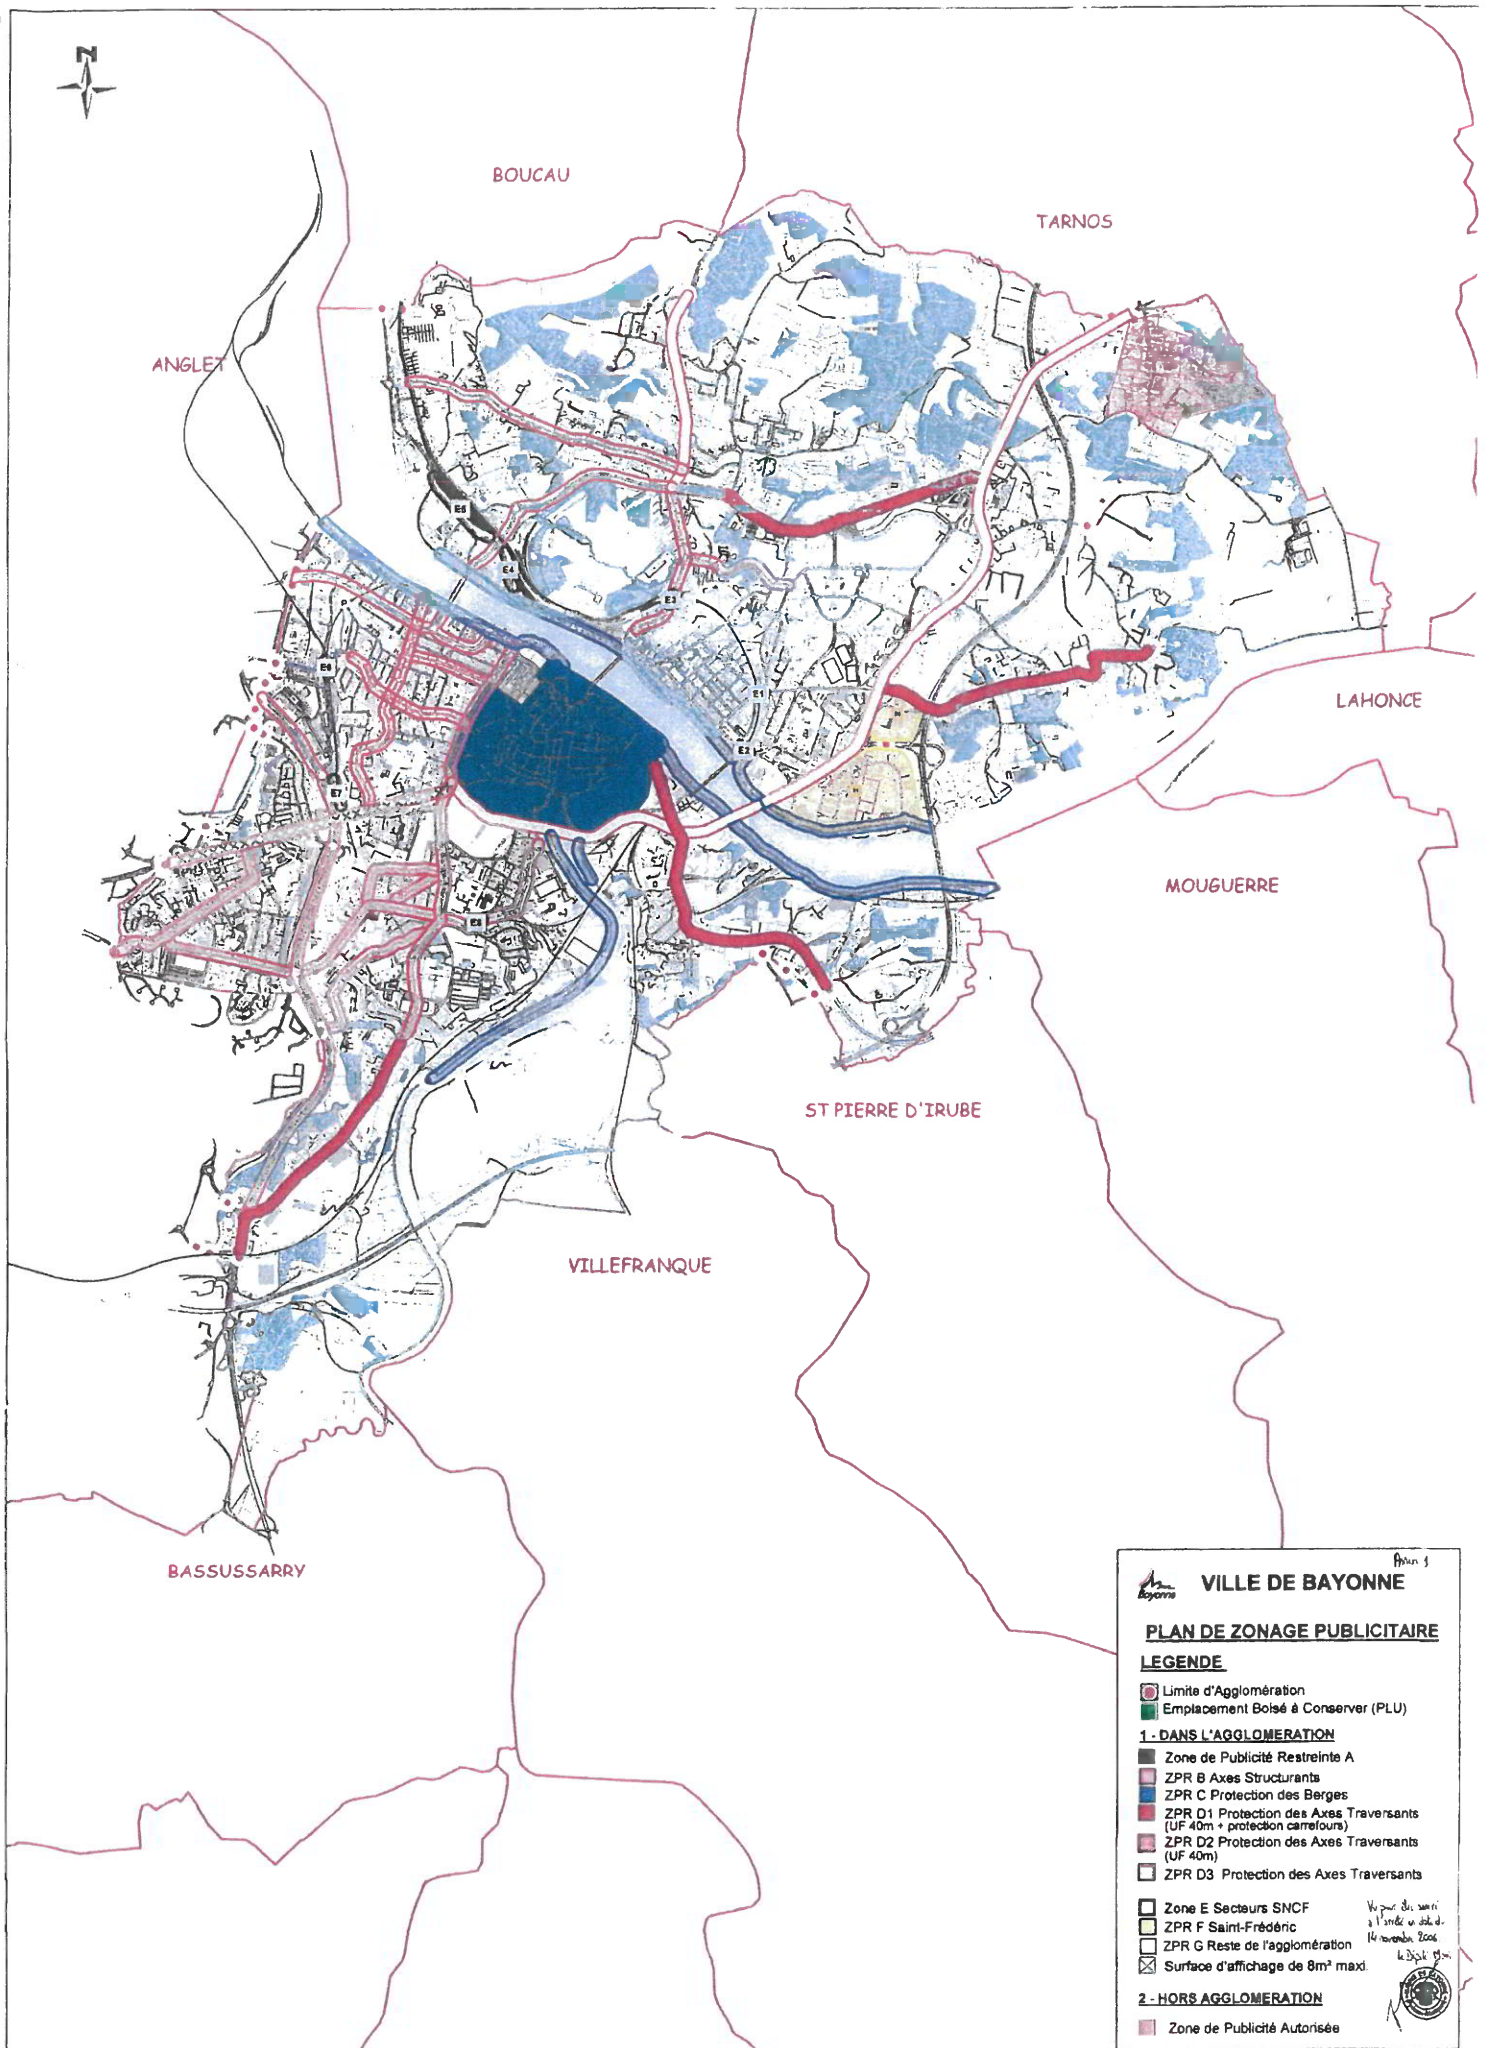 N
BOUCAU
TARNOS
ANGLET
E5
E4
E3
E6
E1
LAHONCE
E2
E7
MOUGUERRE
E8
ST PIERRE D'IRUBE
VILLEFRANQUE
BASSUSSARRY
Bayonne
VILLE DE BAYONNE
PLAN DE ZONAGE PUBLICITAIRE
LEGENDE
Limite d'Agglomération
Emplacement Boisé à Conserver (PLU)
1 - DANS L'AGGLOMERATION
Zone de Publicité Restreinte A
ZPR B Axes Structurants
ZPR C Protection des Berges
ZPR D1 Protection des Axes Traversants
(UF 40m + protection carrefours)
ZPR D2 Protection des Axes Traversants
(UF 40m)
ZPR D3 Protection des Axes Traversants
Zone E Secteurs SNCF
ZPR F Saint-Frédéric
ZPR G Reste de l'agglomération
Surface d'affichage de 8m² maxi.
14 novembre 2006
2 - HORS AGGLOMERATION
Zone de Publicité Autorisée